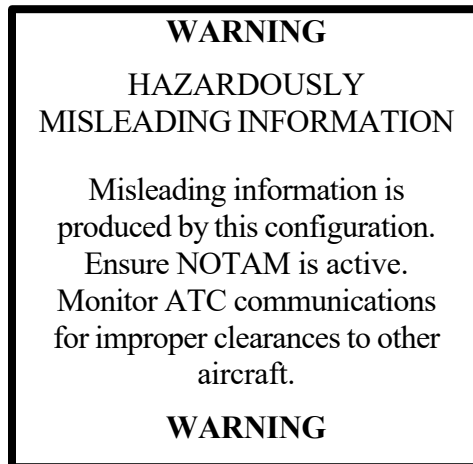 WARNING
HAZARDOUSLY
MISLEADING INFORMATION
Misleading information is
produced by this configuration.
Ensure NOTAM is active.
Monitor ATC communications
for improper clearances to other
aircraft.
WARNING